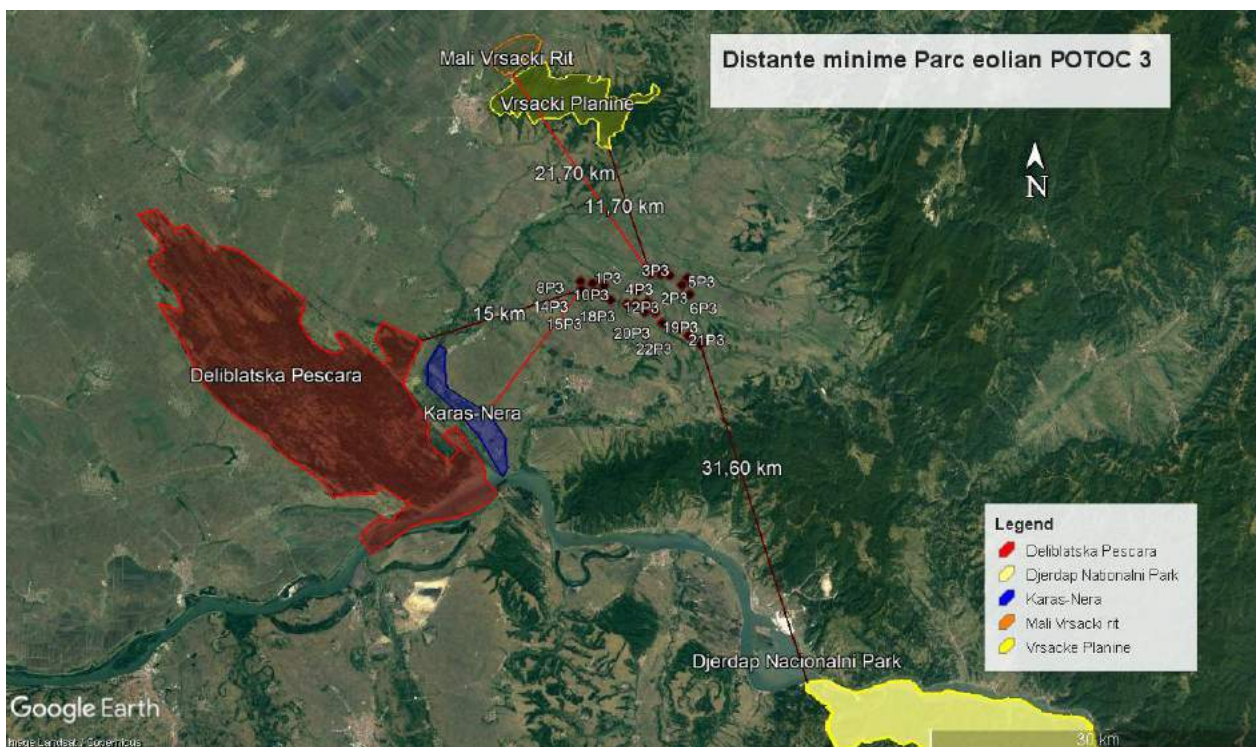 Distante minime Parc eolian POTOC 3
Mali Vrsacki Rit
Vrsacki Planine
N
21,70 km
11,70 km
3P3
1P3
5P3
8P3
10P3
4P3
2P3
14P3
12P3
6P3
15 km
15P3
18P3
19P3
20P3
21P3
22P3
Deliblatska Pescara
Karas-Nera
31,60 km
Legend
Deliblatska Pescara
Djerdap Nationalni Park
Karas-Nera
Mali Vrsacki rit
Vrsacke Planine
Djerdap Nacionalni Park
Google Earth
Image Landsat / Copernicus
30 km